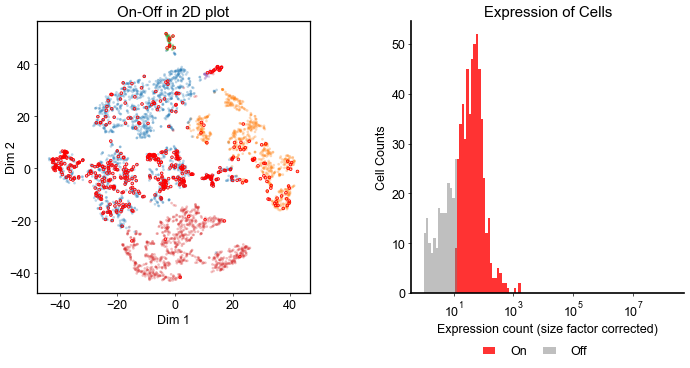 On-Off in 2D plot
Dim 2
40
20
0
−20
−40
−40 −20 0 20 40
Dim 1
Expression of Cells
Cell Counts
50
40
30
20
10
0
10^1 10^3 10^5 10^7
Expression count (size factor corrected)
On Off